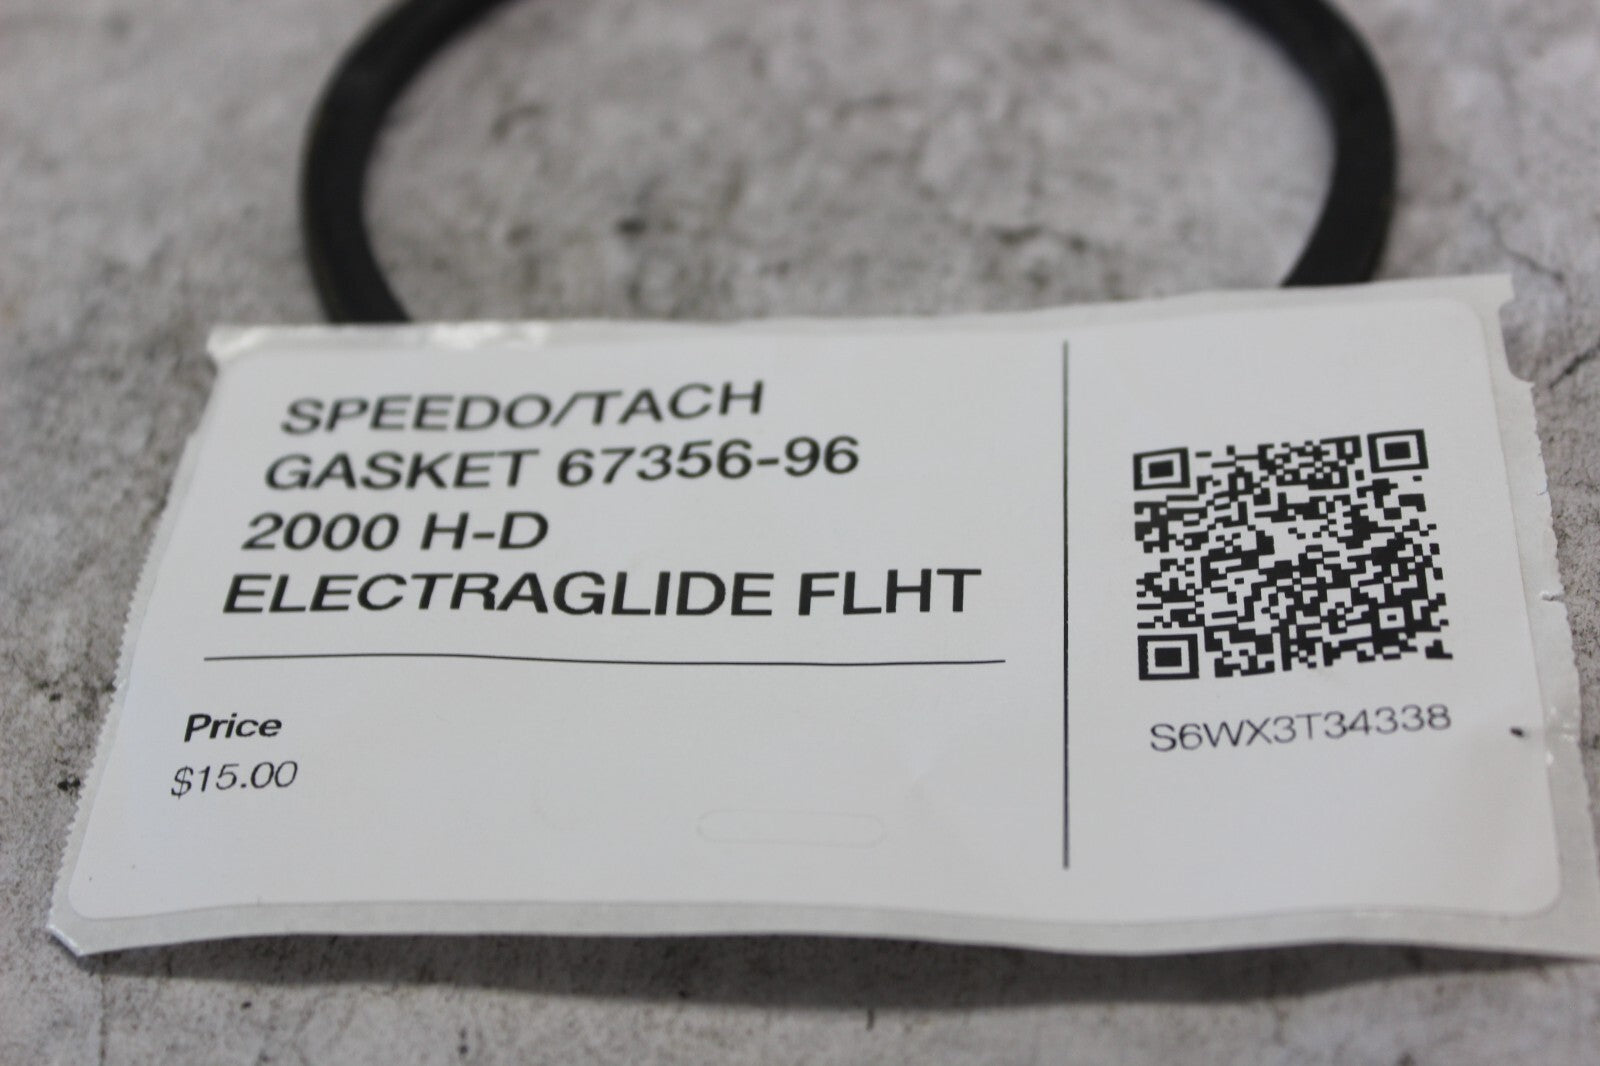 SPEEDO/TACH
GASKET 67356-96
2000 H-D
ELECTRAGLIDE FLHT
Price
$15.00
S6WX3T34338